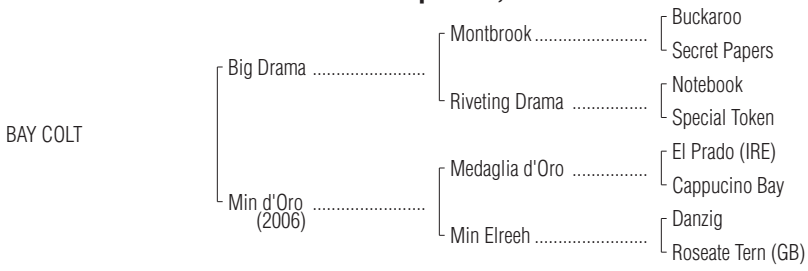 Buckaroo
Montbrook ........................
Secret Papers
Big Drama ........................
Notebook
Riveting Drama ................
Special Token
BAY COLT
El Prado (IRE)
Medaglia d'Oro ................
Cappucino Bay
Min d'Oro ........................
(2006)
Danzig
Min Elreeh ........................
Roseate Tern (GB)